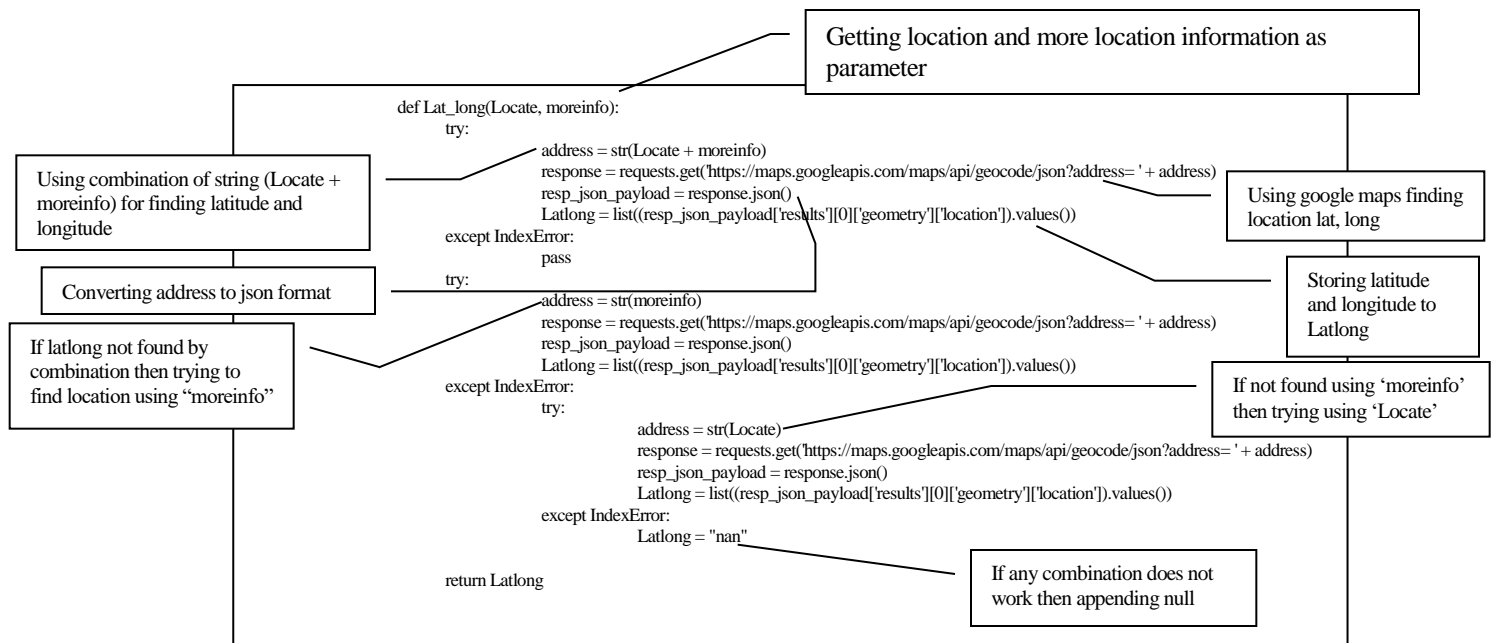 Getting location and more location information as
parameter
def Lat_long(Locate, moreinfo):
try:
address = str(Locate + moreinfo)
response = requests.get('https://maps.googleapis.com/maps/api/geocode/json?address= ' + address)
resp_json_payload = response.json()
Latlong = list((resp_json_payload['results'][0]['geometry']['location']).values())
except IndexError:
pass
try:
address = str(moreinfo)
response = requests.get('https://maps.googleapis.com/maps/api/geocode/json?address= ' + address)
resp_json_payload = response.json()
Latlong = list((resp_json_payload['results'][0]['geometry']['location']).values())
except IndexError:
try:
address = str(Locate)
response = requests.get('https://maps.googleapis.com/maps/api/geocode/json?address= ' + address)
resp_json_payload = response.json()
Latlong = list((resp_json_payload['results'][0]['geometry']['location']).values())
except IndexError:
Latlong = "nan"
return Latlong
Using combination of string (Locate +
moreinfo) for finding latitude and
longitude
Converting address to json format
If latlong not found by
combination then trying to
find location using “moreinfo”
Using google maps finding
location lat, long
Storing latitude
and longitude to
Latlong
If not found using ‘moreinfo’
then trying using ‘Locate’
If any combination does not
work then appending null